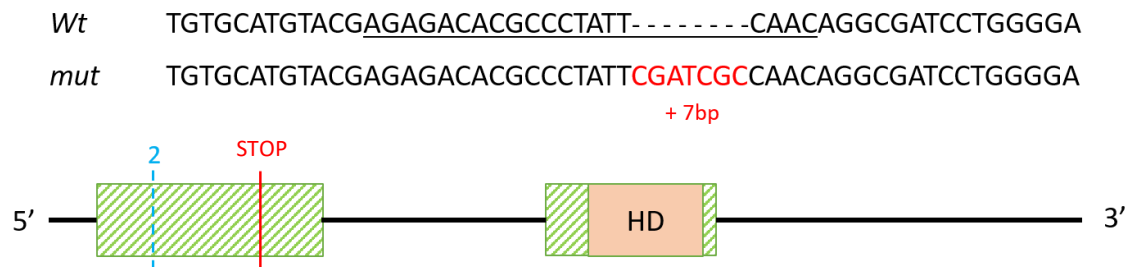 Wt TGTGCATGTACGAGAGACACGCCCTATT--------CAACAGGCGATCCTGGGGA
mut TGTGCATGTACGAGAGACACGCCCTATTCGATCGCCAACAGGCGATCCTGGGGA
+ 7bp
2 STOP
5’ HD 3’